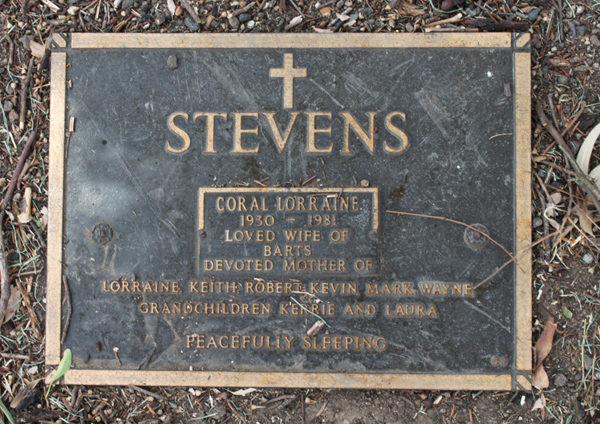 STEVENS
CORAL LORRAINE
1930 - 1981
LOVED WIFE OF
BARTS
DEVOTED MOTHER OF
LORRAINE, KEITH, ROBERT, KEVIN, MARK, WAYNE
GRANDCHILDREN KERRIE AND LAURA
PEACEFULLY SLEEPING